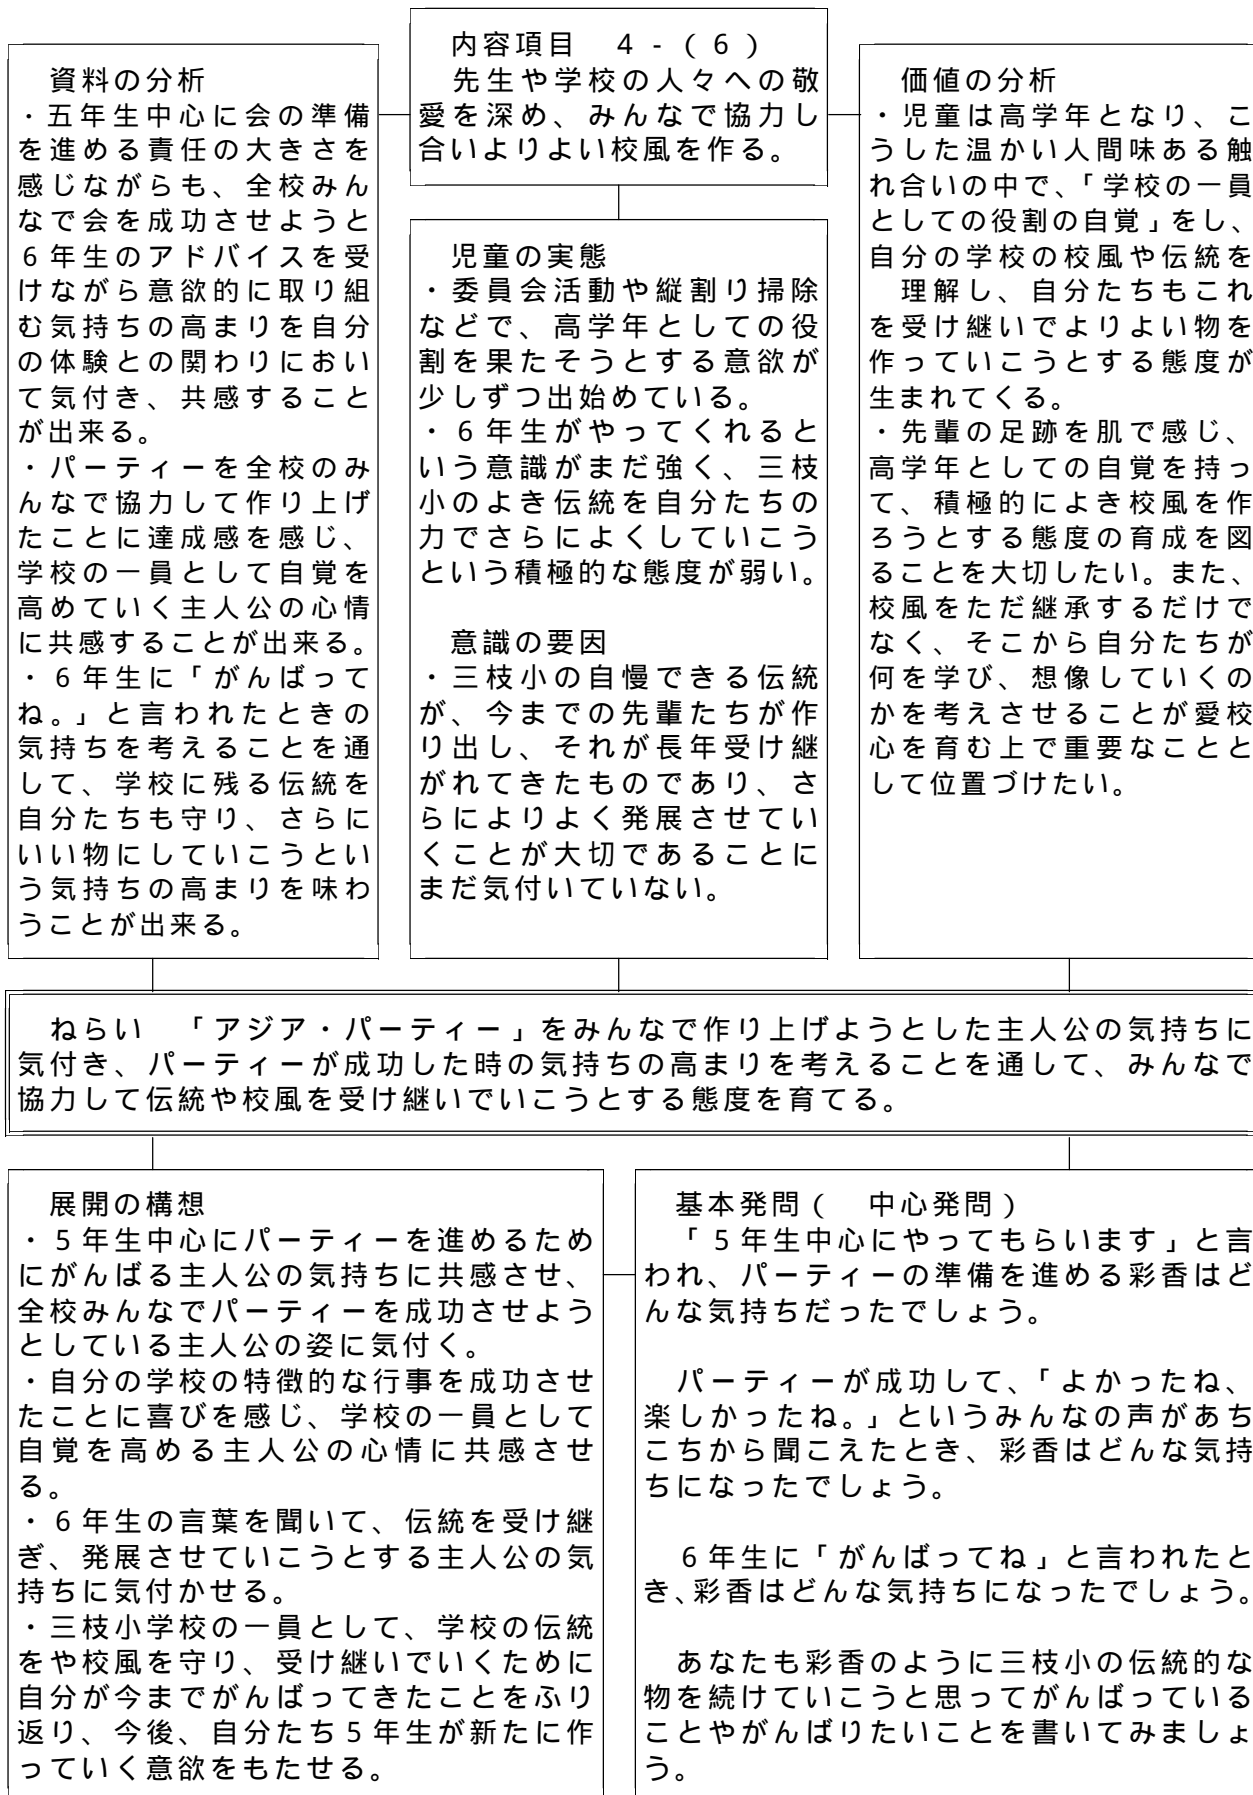 内容項目　４-（６）
先生や学校の人々への敬
愛を深め、みんなで協力し
合いよりよい校風を作る。
資料の分析
・五年生中心に会の準備
を進める責任の大きさを
感じながらも、全校みん
なで会を成功させようと
６年生のアドバイスを受
けながら意欲的に取り組
む気持ちの高まりを自分
の体験との関わりにおい
て気付き、共感すること
が出来る。
・パーティーを全校のみ
んなで協力して作り上げ
たことに達成感を感じ、
学校の一員として自覚を
高めていく主人公の心情
に共感することが出来る。
・６年生に「がんばって
ね。」と言われたときの
気持ちを考えることを通
して、学校に残る伝統を
自分たちも守り、さらに
いい物にしていこうとい
う気持ちの高まりを味わ
うことが出来る。
児童の実態
・委員会活動や縦割り掃除
などで、高学年としての役
割を果たそうとする意欲が
少しずつ出始めている。
・６年生がやってくれると
いう意識がまだ強く、三枝
小のよき伝統を自分たちの
力でさらによくしていこう
という積極的な態度が弱い。
意識の要因
・三枝小の自慢できる伝統
が、今までの先輩たちが作
り出し、それが長年受け継
がれてきたものであり、さ
らによりよく発展させてい
くことが大切であることに
まだ気付いていない。
価値の分析
・児童は高学年となり、こ
うした温かい人間味ある触
れ合いの中で、「学校の一員
としての役割の自覚」をし、
自分の学校の校風や伝統を
理解し、自分たちもこれ
を受け継いでよりよい物を
作っていこうとする態度が
生まれてくる。
・先輩の足跡を肌で感じ、
高学年としての自覚を持っ
て、積極的によき校風を作
ろうとする態度の育成を図
ることを大切したい。また、
校風をただ継承するだけで
なく、そこから自分たちが
何を学び、想像していくの
かを考えさせることが愛校
心を育む上で重要なことと
して位置づけたい。
ねらい　「アジア・パーティー」をみんなで作り上げようとした主人公の気持ちに
気付き、パーティーが成功した時の気持ちの高まりを考えることを通して、みんなで
協力して伝統や校風を受け継いでいこうとする態度を育てる。
展開の構想
・５年生中心にパーティーを進めるため
にがんばる主人公の気持ちに共感させ、
全校みんなでパーティーを成功させよう
としている主人公の姿に気付く。
・自分の学校の特徴的な行事を成功させ
たことに喜びを感じ、学校の一員として
自覚を高める主人公の心情に共感させ
る。
・６年生の言葉を聞いて、伝統を受け継
ぎ、発展させていこうとする主人公の気
持ちに気付かせる。
・三枝小学校の一員として、学校の伝統
をや校風を守り、受け継いでいくために
自分が今までがんばってきたことをふり
返り、今後、自分たち５年生が新たに作
っていく意欲をもたせる。
基本発問（　中心発問）
「５年生中心にやってもらいます」と言
われ、パーティーの準備を進める彩香はど
んな気持ちだったでしょう。
パーティーが成功して、「よかったね、
楽しかったね。」というみんなの声があち
こちから聞こえたとき、彩香はどんな気持
ちになったでしょう。
６年生に「がんばってね」と言われたと
き、彩香はどんな気持ちになったでしょう。
あなたも彩香のように三枝小の伝統的な
物を続けていこうと思ってがんばっている
ことやがんばりたいことを書いてみましょ
う。